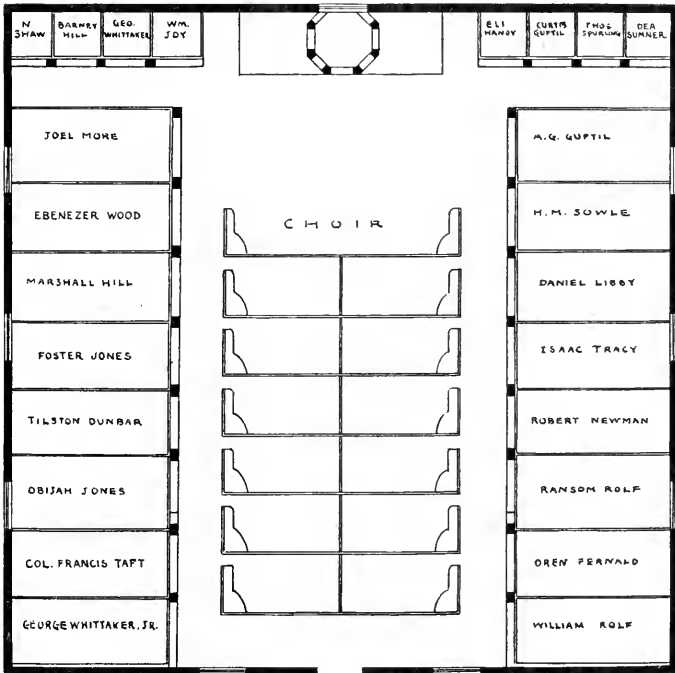 N
SHAW
BARNEY
HILL
GEO.
WHITTAKER
WM.
JOY
ELI
HANDY
CURTIS
GUPTIL
THOS
SPURLING
DEA
SUMNER
JOEL MORE
EBENEZER WOOD
MARSHALL HILL
FOSTER JONES
TILSTON DUNBAR
OBIJAH JONES
COL. FRANCIS TAFT
GEORGE WHITTAKER, JR.
CHOIR
A.G. GUPTIL
H.M. SOWLE
DANIEL LIBBY
ISAAC TRACY
ROBERT NEWMAN
RANSOM ROLF
OREN FERNALD
WILLIAM ROLF